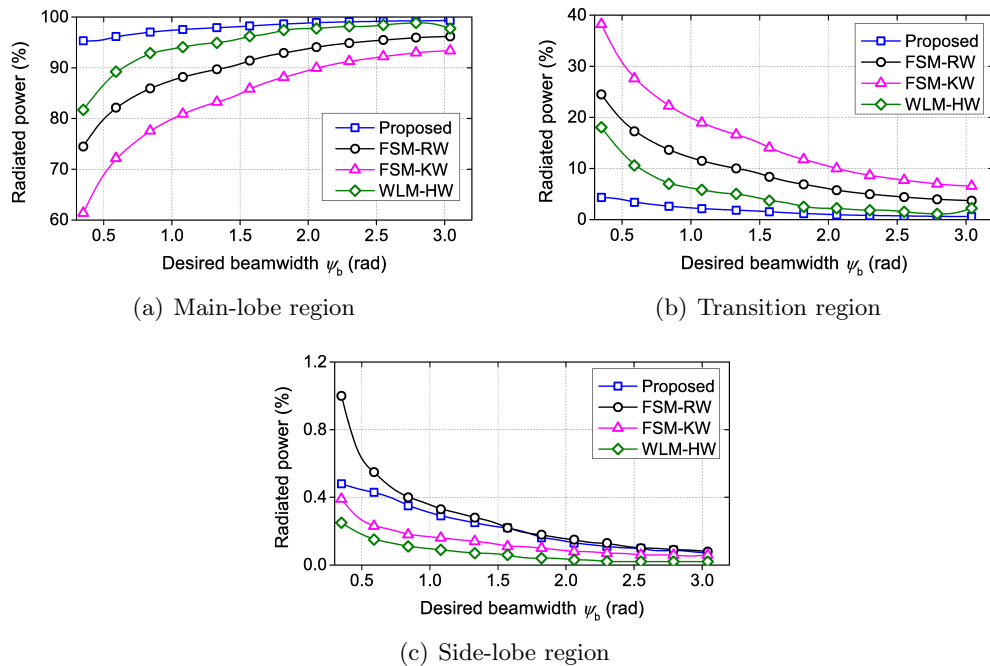 Radiated power (%)
100
90
80
70
60
0.5 1.0 1.5 2.0 2.5 3.0
Proposed
FSM-RW
FSM-KW
WLM-HW
Desired beamwidth ψb (rad)
(a) Main-lobe region
Radiated power (%)
40
30
20
10
0
0.5 1.0 1.5 2.0 2.5 3.0
Proposed
FSM-RW
FSM-KW
WLM-HW
Desired beamwidth ψb (rad)
(b) Transition region
Radiated power (%)
1.2
0.8
0.4
0.0
0.5 1.0 1.5 2.0 2.5 3.0
Proposed
FSM-RW
FSM-KW
WLM-HW
Desired beamwidth ψb (rad)
(c) Side-lobe region